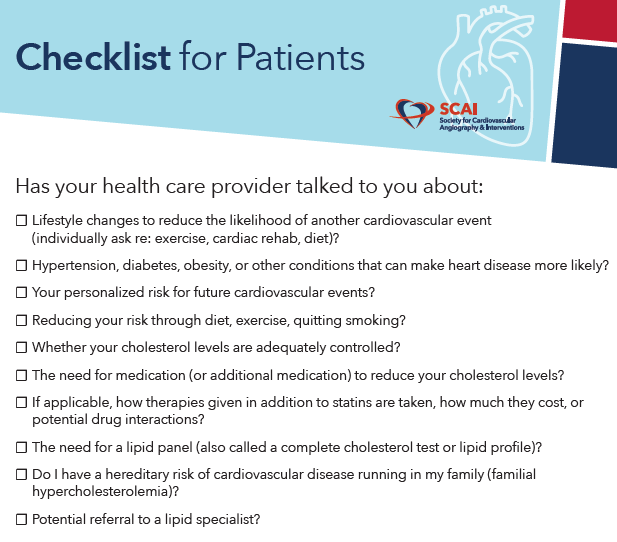 Checklist for Patients
SCAI
Society for Cardiovascular
Angiography & Interventions
Has your health care provider talked to you about:
☐ Lifestyle changes to reduce the likelihood of another cardiovascular event
(individually ask re: exercise, cardiac rehab, diet)?
☐ Hypertension, diabetes, obesity, or other conditions that can make heart disease more likely?
☐ Your personalized risk for future cardiovascular events?
☐ Reducing your risk through diet, exercise, quitting smoking?
☐ Whether your cholesterol levels are adequately controlled?
☐ The need for medication (or additional medication) to reduce your cholesterol levels?
☐ If applicable, how therapies given in addition to statins are taken, how much they cost, or
potential drug interactions?
☐ The need for a lipid panel (also called a complete cholesterol test or lipid profile)?
☐ Do I have a hereditary risk of cardiovascular disease running in my family (familial
hypercholesterolemia)?
☐ Potential referral to a lipid specialist?